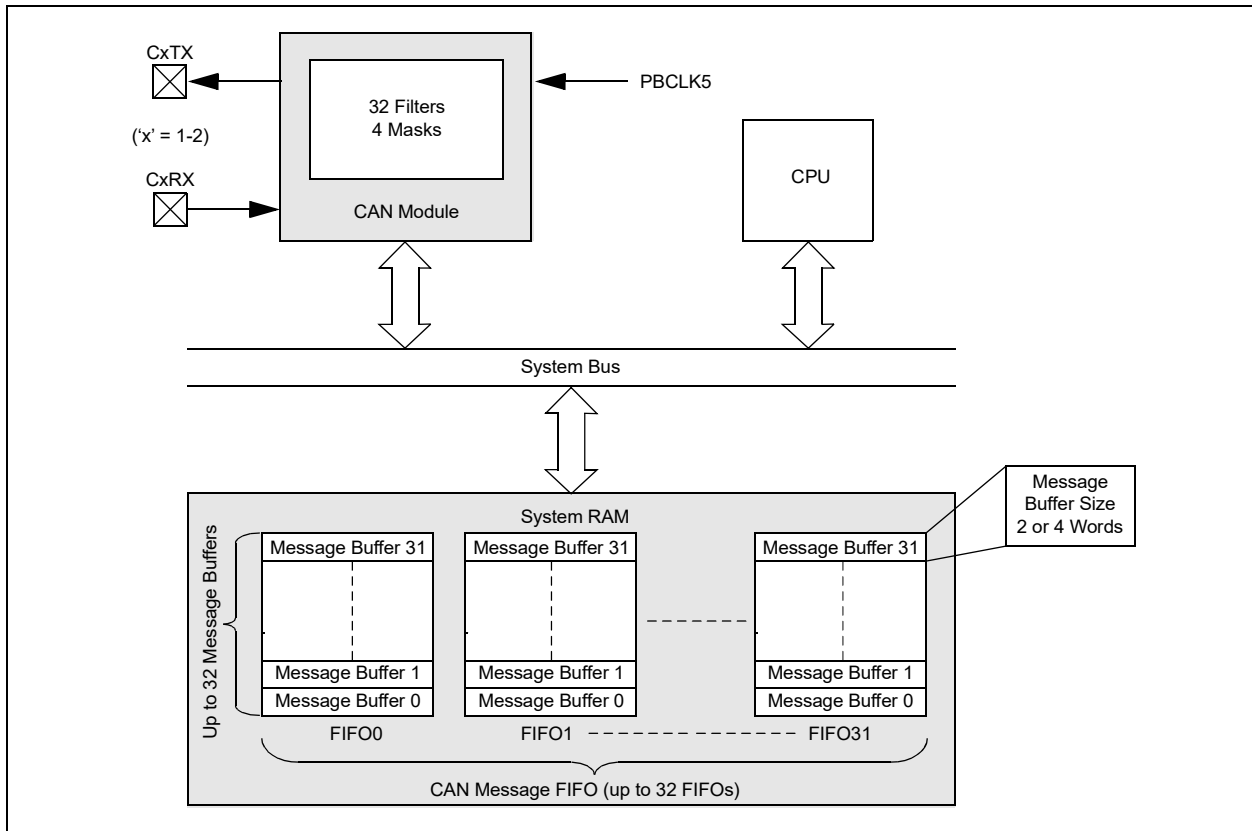 CxTX
('x' = 1-2)
CxRX
32 Filters
4 Masks
CAN Module
PBCLK5
CPU
System Bus
Message
Buffer Size
2 or 4 Words
System RAM
Up to 32 Message Buffers
Message Buffer 31
Message Buffer 1
Message Buffer 0
FIFO0
Message Buffer 31
Message Buffer 1
Message Buffer 0
FIFO1
Message Buffer 31
Message Buffer 1
Message Buffer 0
FIFO31
CAN Message FIFO (up to 32 FIFOs)